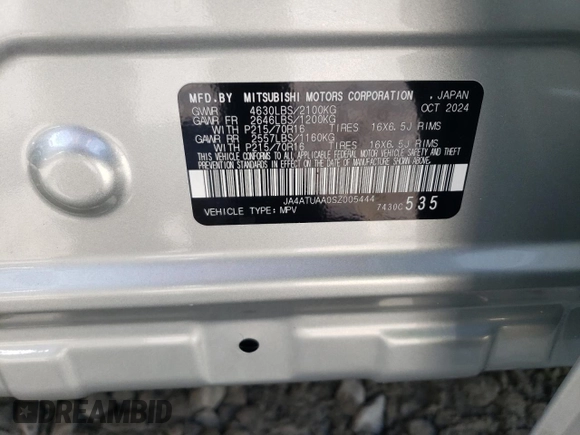 MFD.BY MITSUBISHI MOTORS CORPORATION, JAPAN
GVWR 4630LBS/2100KG OCT 2024
GAWR FR 2646LBS/1200KG
WITH P215/70R16 TIRES 16X6.5J RIMS
GAWR RR 2557LBS/1160KG
WITH P215/70R16 TIRES 16X6.5J RIMS
THIS VEHICLE CONFORMS TO ALL APPLICABLE FEDERAL MOTOR VEHICLE SAFETY AND THEFT
PREVENTION STANDARDS IN EFFECT ON THE DATE OF MANUFACTURE SHOWN ABOVE.
JA4ATUAA0SZ005444
VEHICLE TYPE:MPV 7430C 535
DREAMBID